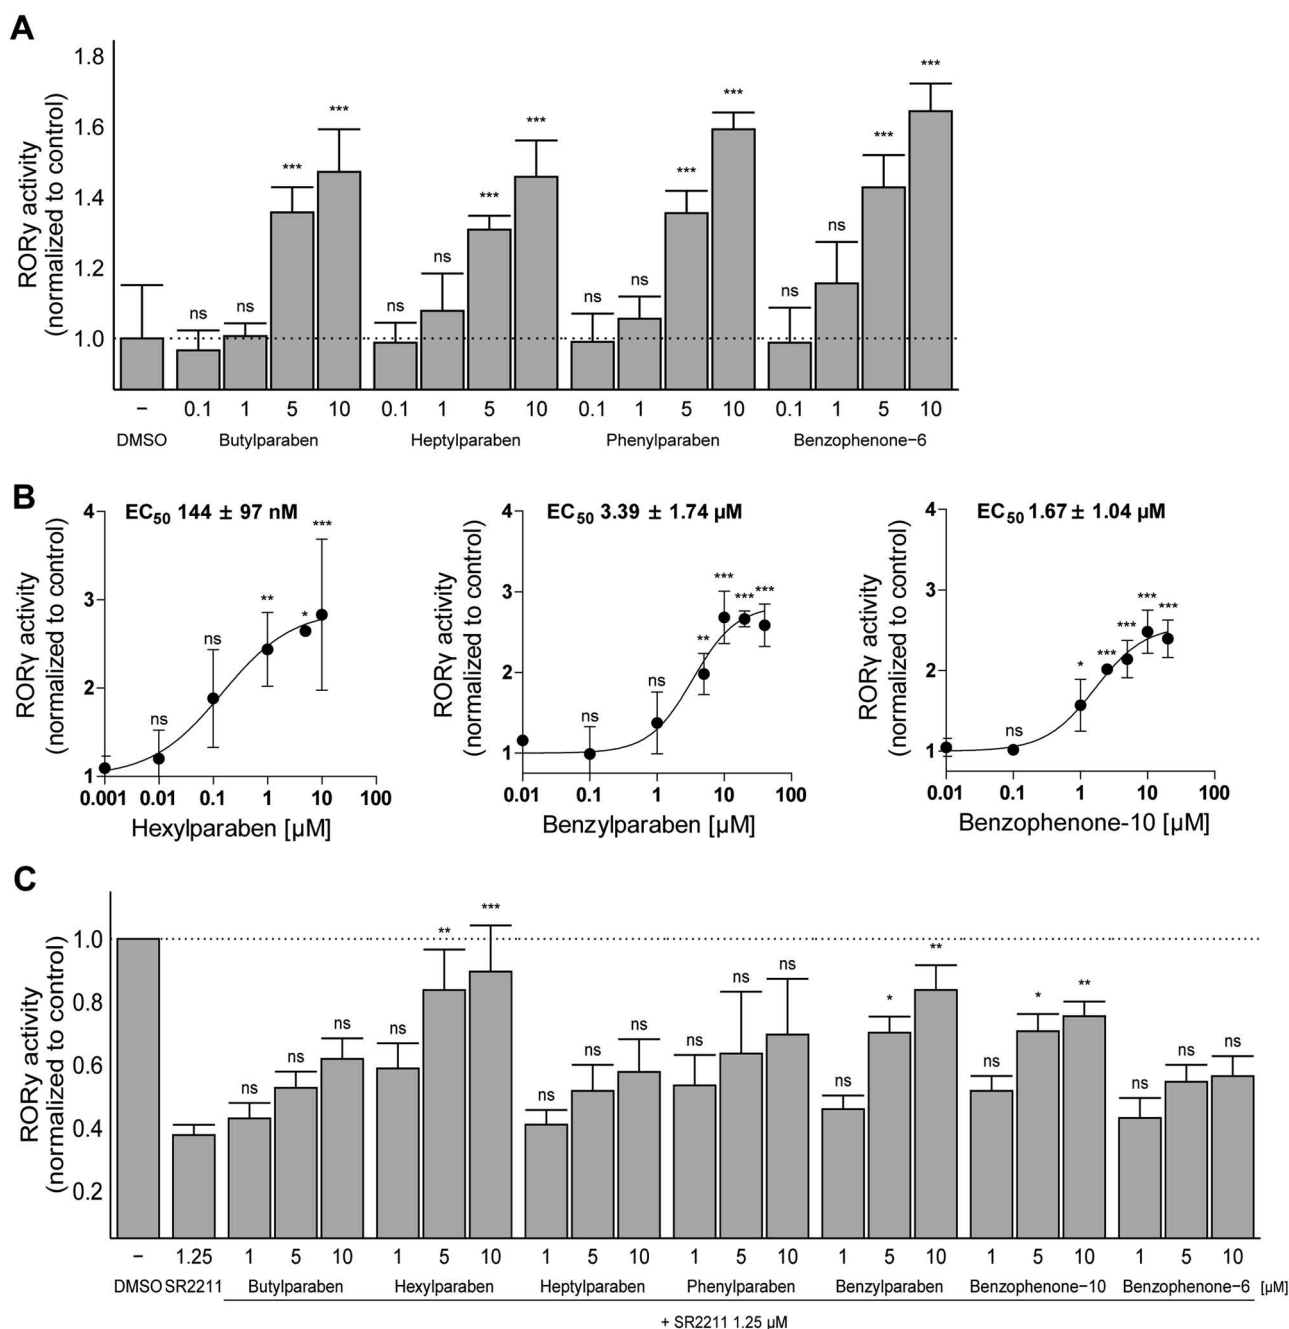 A
RORγ activity
(normalized to control)
1.8
1.6
1.4
1.2
1.0
ns ns *** ***
ns ns *** ***
ns ns *** ***
ns ns *** ***
– 0.1 1 5 10 0.1 1 5 10 0.1 1 5 10 0.1 1 5 10
DMSO Butylparaben Heptylparaben Phenylparaben Benzophenone−6
B
EC50 144 ± 97 nM
RORγ activity
(normalized to control)
4
3
2
1
ns ns ** * ***
0.001 0.01 0.1 1 10 100
Hexylparaben [µM]
EC50 3.39 ± 1.74 µM
RORγ activity
(normalized to control)
4
3
2
1
ns ns ** *** *** ***
0.01 0.1 1 10 100
Benzylparaben [µM]
EC50 1.67 ± 1.04 µM
RORγ activity
(normalized to control)
4
3
2
1
ns * *** *** *** ***
0.01 0.1 1 10 100
Benzophenone-10 [µM]
C
RORγ activity
(normalized to control)
1.0
0.8
0.6
0.4
0.2
ns ns ns
ns ** ***
ns ns ns
ns ns ns
ns * **
ns * **
ns ns ns
– 1.25 1 5 10 1 5 10 1 5 10 1 5 10 1 5 10 1 5 10 1 5 10
DMSO SR2211 Butylparaben Hexylparaben Heptylparaben Phenylparaben Benzylparaben Benzophenone−10 Benzophenone−6 [µM]
+ SR2211 1.25 µM